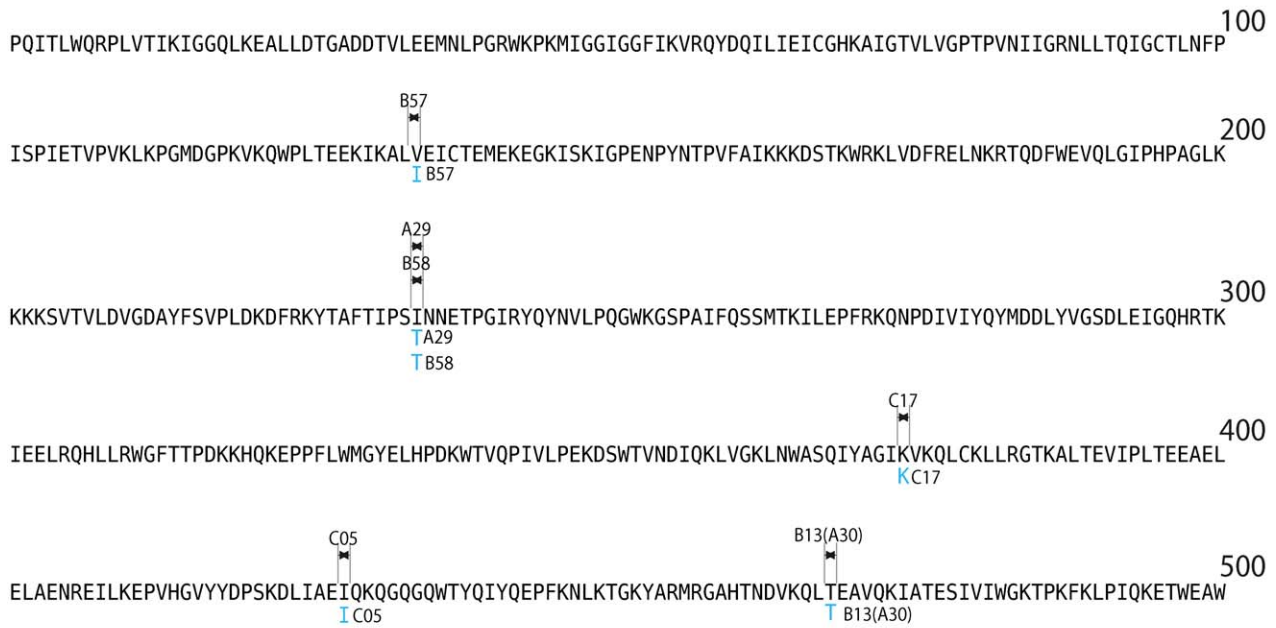 100
PQITLWQRPLVTIKIGGQLKEALLDTGADDTVLEEMNLPGRWKPKMIGGIGGFIKVRQYDQILIEICGHKAIGTVLVGPTPVNIIGRNLLTQIGCTLNFP
B57
200
ISPIETVPVKLKPGMDGPKVKQWPLTEEKIKALVEICTEMEKEGKISKIGPENPYNTPVFAIKKKDSTKWRKLVDFRELNKRTQDFWEVQLGIPHPAGLK
I B57
A29
B58
300
KKKSVTVLDVGDAYFSVPLDKDFRKYTAFTIPSINNETPGIRYQYNVLPQGWKGSPAIFQSSMTKILEPFRKQNPDIVIYQYMDDLYVGSDLEIGQHRTK
T A29
T B58
C17
400
IEELRQHLLRWGFTTPDKKHQKEPPFLWMGYELHPDKWTVQPIVLPEKDSWTVNDIQKLVGKLNWASQIYAGIKVKQLCKLLRGTKALTEVIPLTEEAEL
K C17
C05
B13(A30)
500
ELAENREILKEPVHGVYYDPSKDLIAEIQKQGQGQWTYQIYQEPFKNLKTGKYARMRGAHTNDVKQLTEAVQKIATESIVIWGKTPKFKLPIQKETWEAW
I C05
T B13(A30)